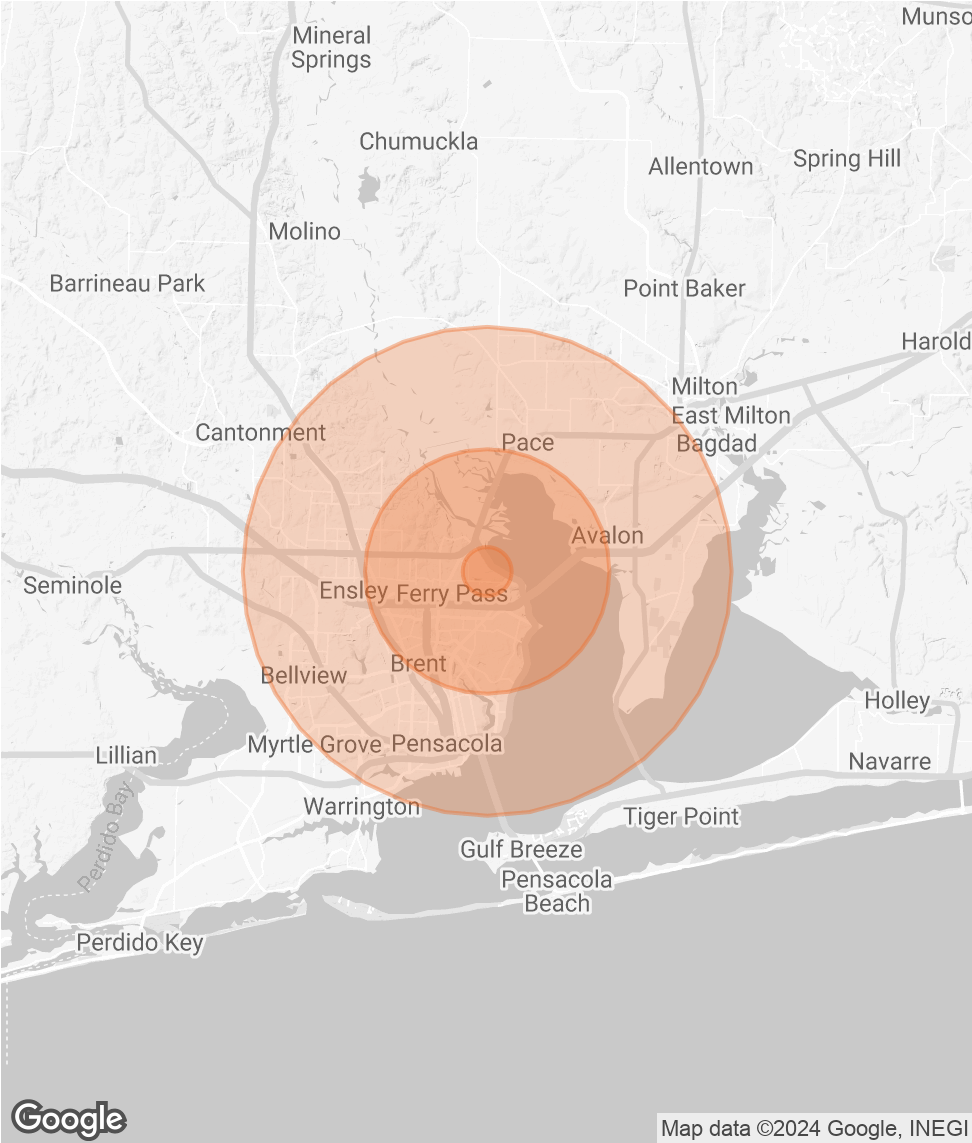 Munso
Mineral
Springs
Chumuckla
Spring Hill
Allentown
Molino
Barrineau Park
Point Baker
Harold
Milton
East Milton
Cantonment
Pace
Bagdad
Avalon
Seminole
Ensley
Ferry Pass
Brent
Bellview
Holley
Myrtle Grove
Pensacola
Lillian
Navarre
Perdido Bay
Warrington
Tiger Point
Gulf Breeze
Pensacola
Beach
Perdido Key
Google
Map data ©2024 Google, INEGI